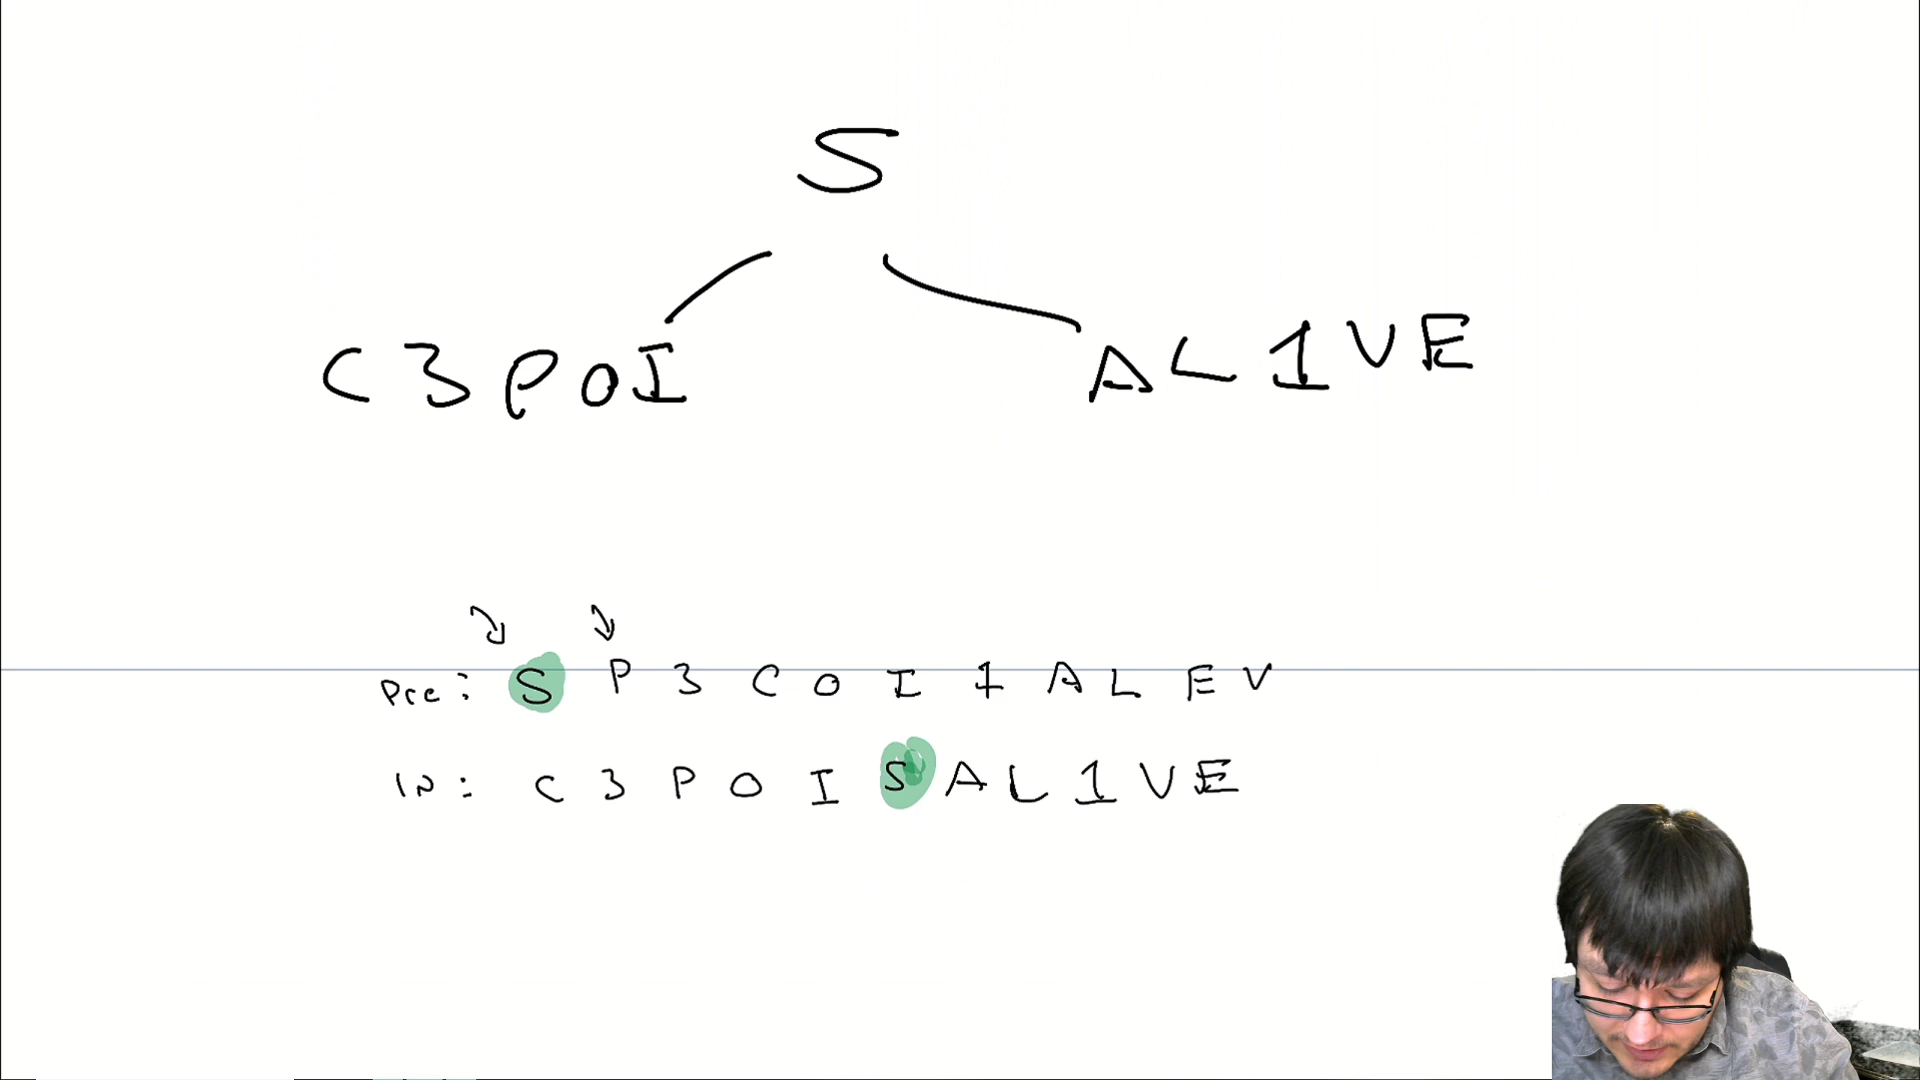 S
C 3 P O I A L 1 V E
Pre: S P 3 C O I 1 A L E V
IN: C 3 P O I S A L 1 V E